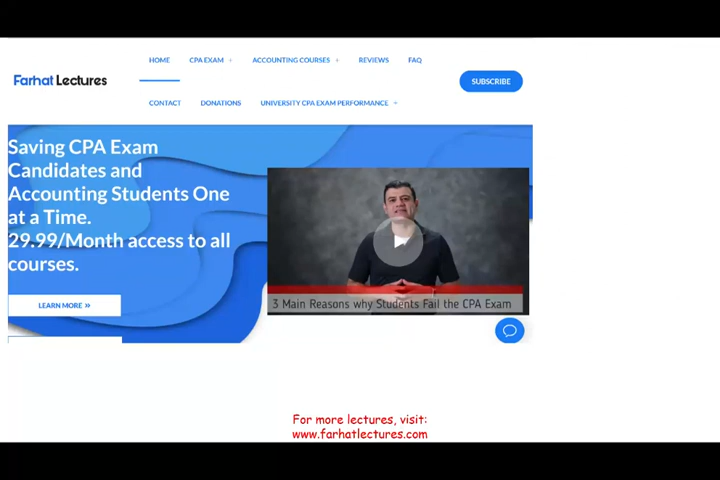 HOME CPA EXAM ACCOUNTING COURSES REVIEWS FAQ
Farhat Lectures
SUBSCRIBE
CONTACT DONATIONS UNIVERSITY CPA EXAM PERFORMANCE
Saving CPA Exam
Candidates and
Accounting Students One
at a Time.
29.99/Month access to all
courses.
LEARN MORE »
3 Main Reasons why Students Fail the CPA Exam
For more lectures, visit:
www.farhatlectures.com